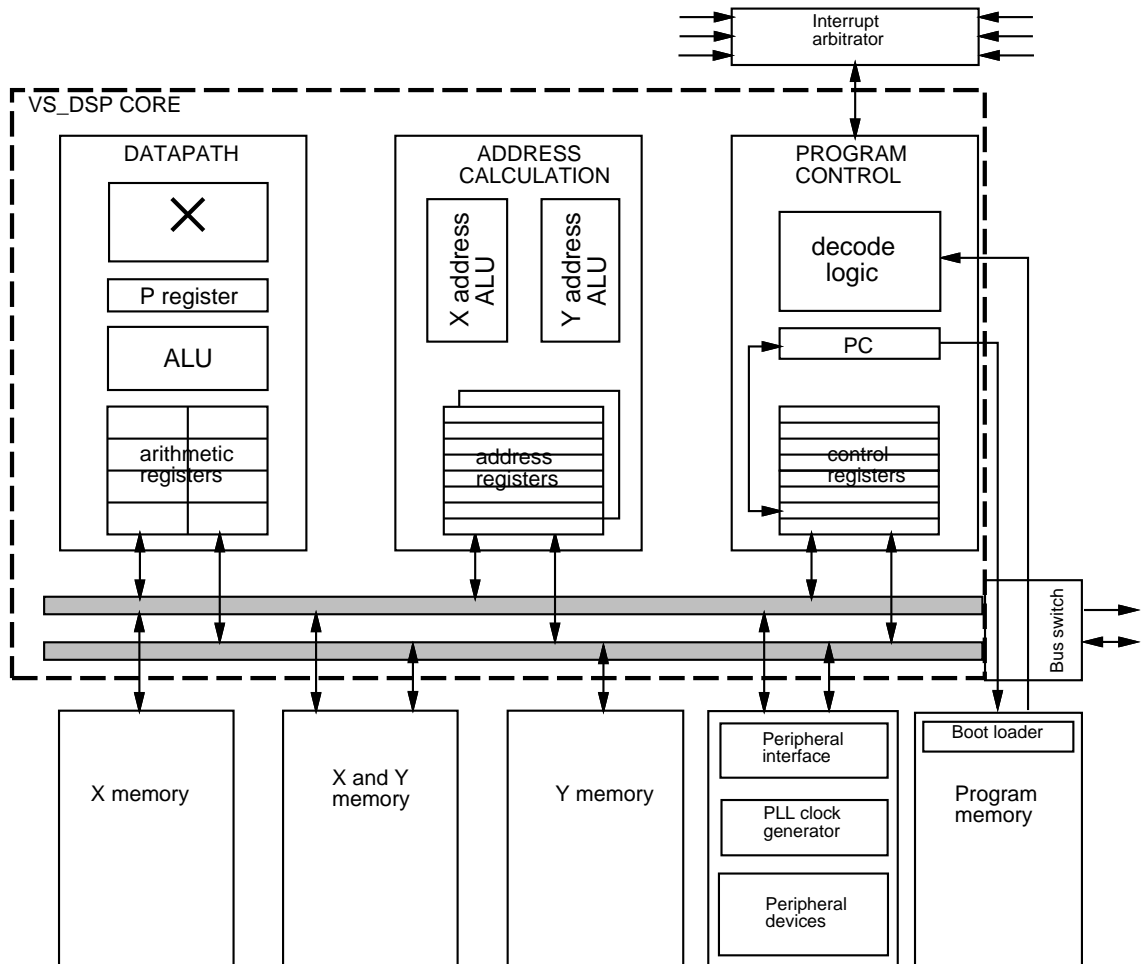 Interrupt
arbitrator
VS_DSP CORE
DATAPATH
P register
ALU
arithmetic
registers
ADDRESS
CALCULATION
X address
ALU
Y address
ALU
address
registers
PROGRAM
CONTROL
decode
logic
PC
control
registers
Bus switch
X memory
X and Y
memory
Y memory
Peripheral
interface
PLL clock
generator
Peripheral
devices
Boot loader
Program
memory